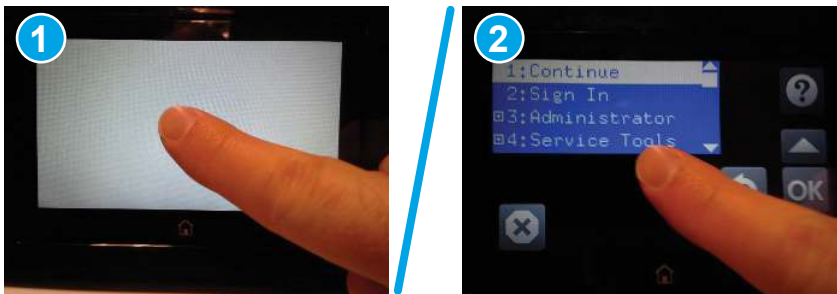 1
2
1:Continue
2:Sign In
3:Administrator
4:Service Tools
?
OK